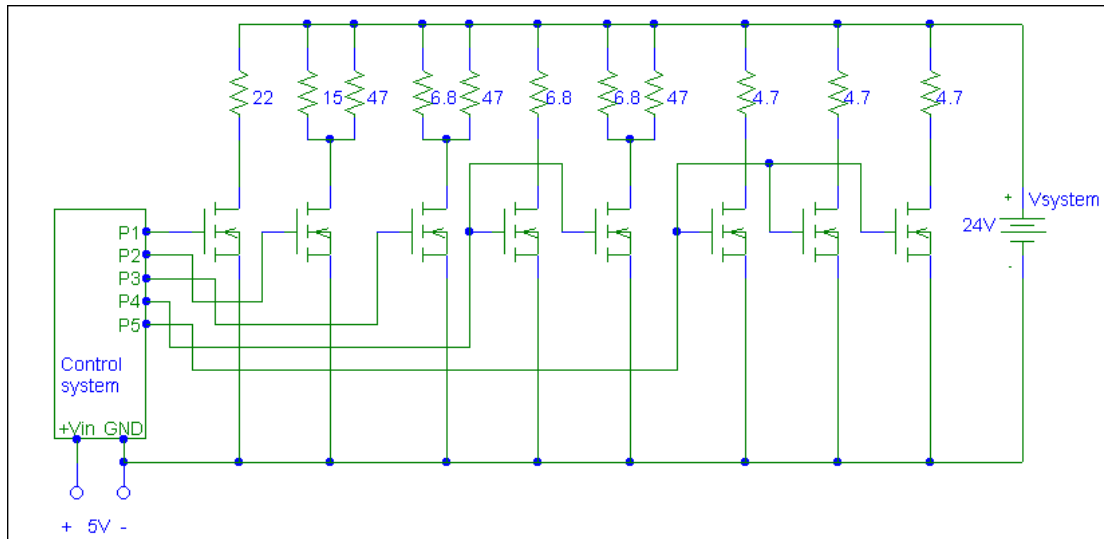 22 15 47 6.8 47 6.8 6.8 47 4.7 4.7 4.7
+ Vsystem
24V
-
P1
P2
P3
P4
P5
Control
system
+Vin GND
+ 5V -